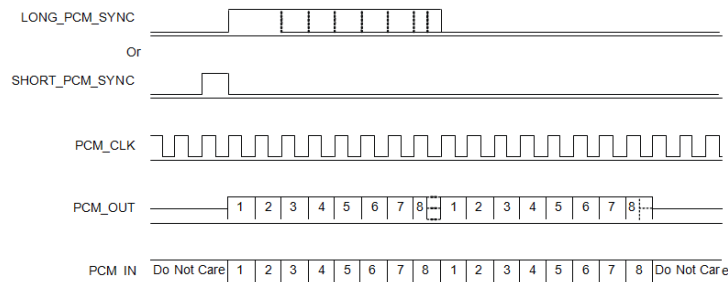 LONG_PCM_SYNC
Or
SHORT_PCM_SYNC
PCM_CLK
PCM_OUT 1 2 3 4 5 6 7 8 1 2 3 4 5 6 7 8
PCM IN Do Not Care 1 2 3 4 5 6 7 8 1 2 3 4 5 6 7 8 Do Not Care